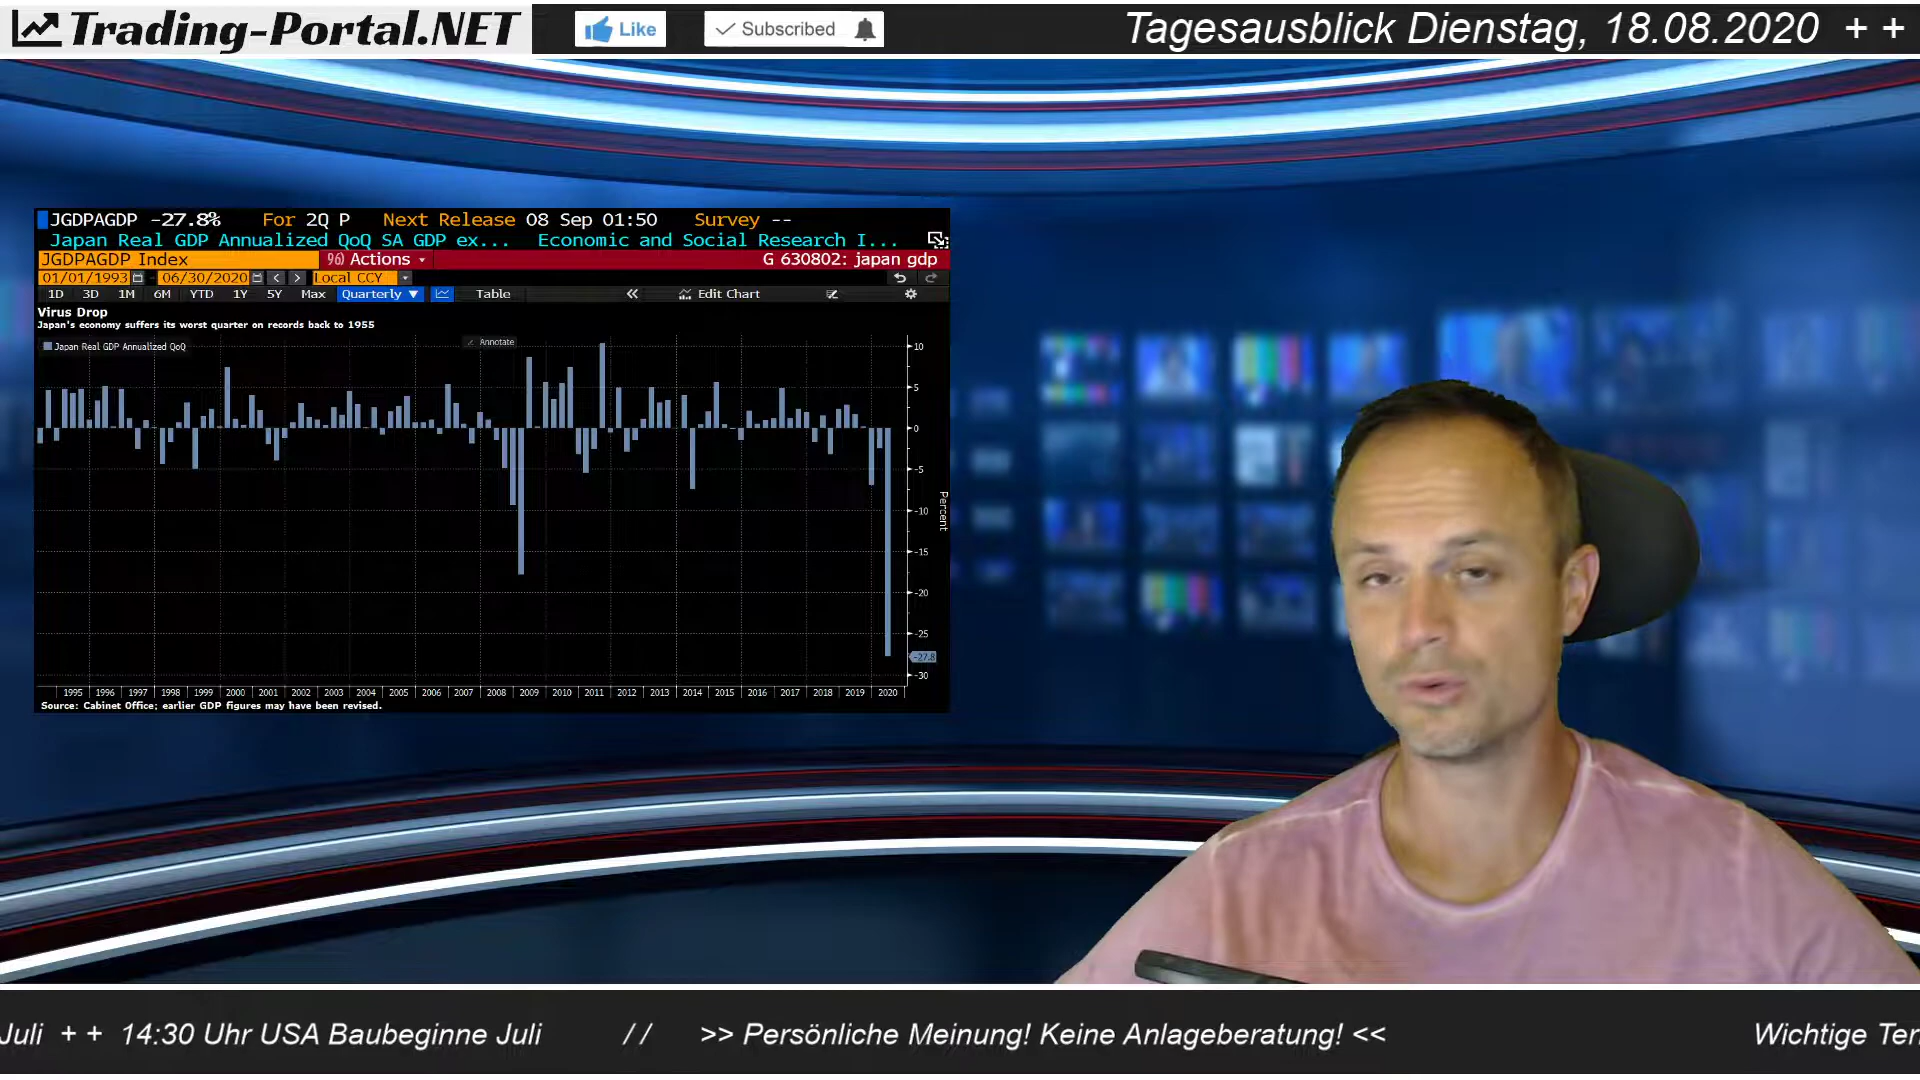 Trading-Portal.NET
Like
Subscribed
Tagesausblick Dienstag, 18.08.2020 + +
JGDPAGDP -27.8% For 2Q P Next Release 08 Sep 01:50 Survey --
Japan Real GDP Annualized QoQ SA GDP ex... Economic and Social Research I...
JGDPAGDP Index 96) Actions G 630802: japan gdp
01/01/1993 - 06/30/2020 < > Local CCY
1D 3D 1M 6M YTD 1Y 5Y Max Quarterly ▼ Table « Edit Chart
Virus Drop
Japan's economy suffers its worst quarter on records back to 1955
Japan Real GDP Annualized QoQ
Annotate
10
5
0
-5
-10
-15
-20
-25
-27.8
-30
Percent
1995 1996 1997 1998 1999 2000 2001 2002 2003 2004 2005 2006 2007 2008 2009 2010 2011 2012 2013 2014 2015 2016 2017 2018 2019 2020
Source: Cabinet Office; earlier GDP figures may have been revised.
Juli + + 14:30 Uhr USA Baubeginne Juli // >> Persönliche Meinung! Keine Anlageberatung! << Wichtige Ter